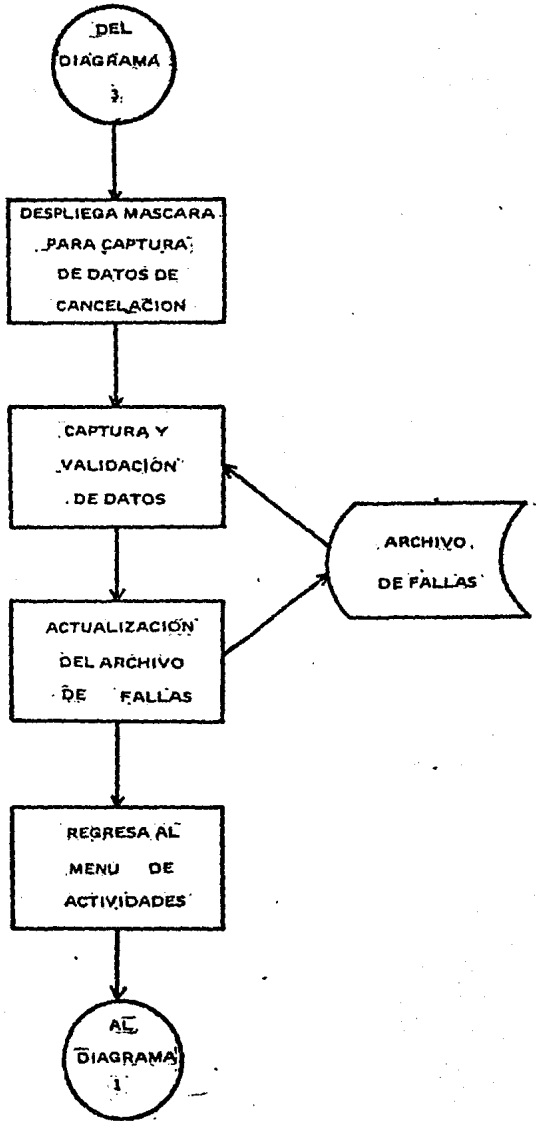 DEL
DIAGRAMA
3
DESPLIEGA MASCARA
PARA CAPTURA
DE DATOS DE
CANCELACION
CAPTURA Y
VALIDACIÓN
DE DATOS
ARCHIVO
DE FALLAS
ACTUALIZACIÓN
DEL ARCHIVO
DE FALLAS
REGRESA AL
MENU DE
ACTIVIDADES
AL
DIAGRAMA
1